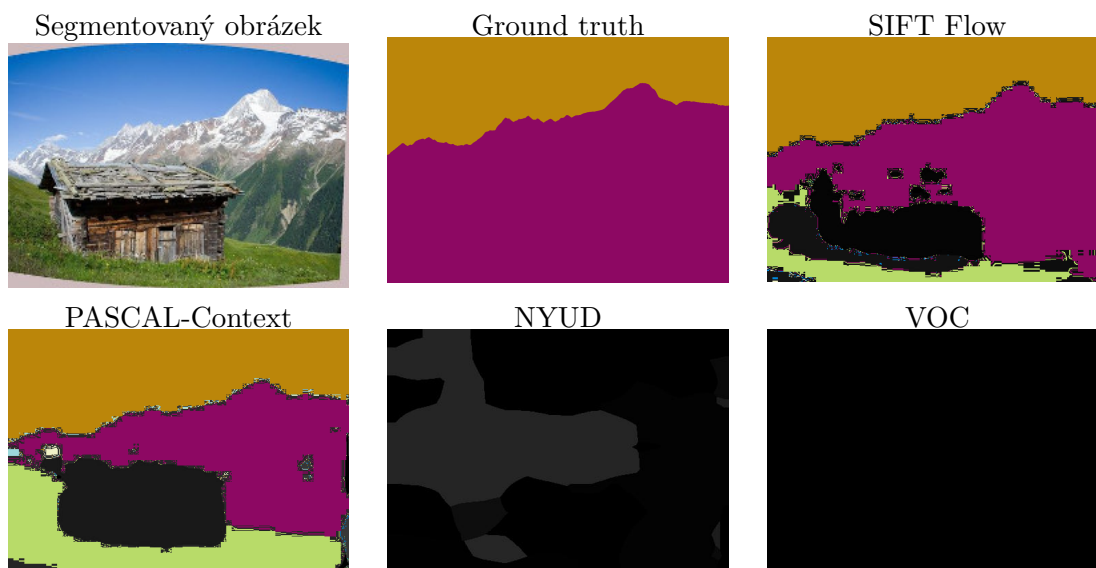 Segmentovaný obrázek
Ground truth
SIFT Flow
PASCAL-Context
NYUD
VOC